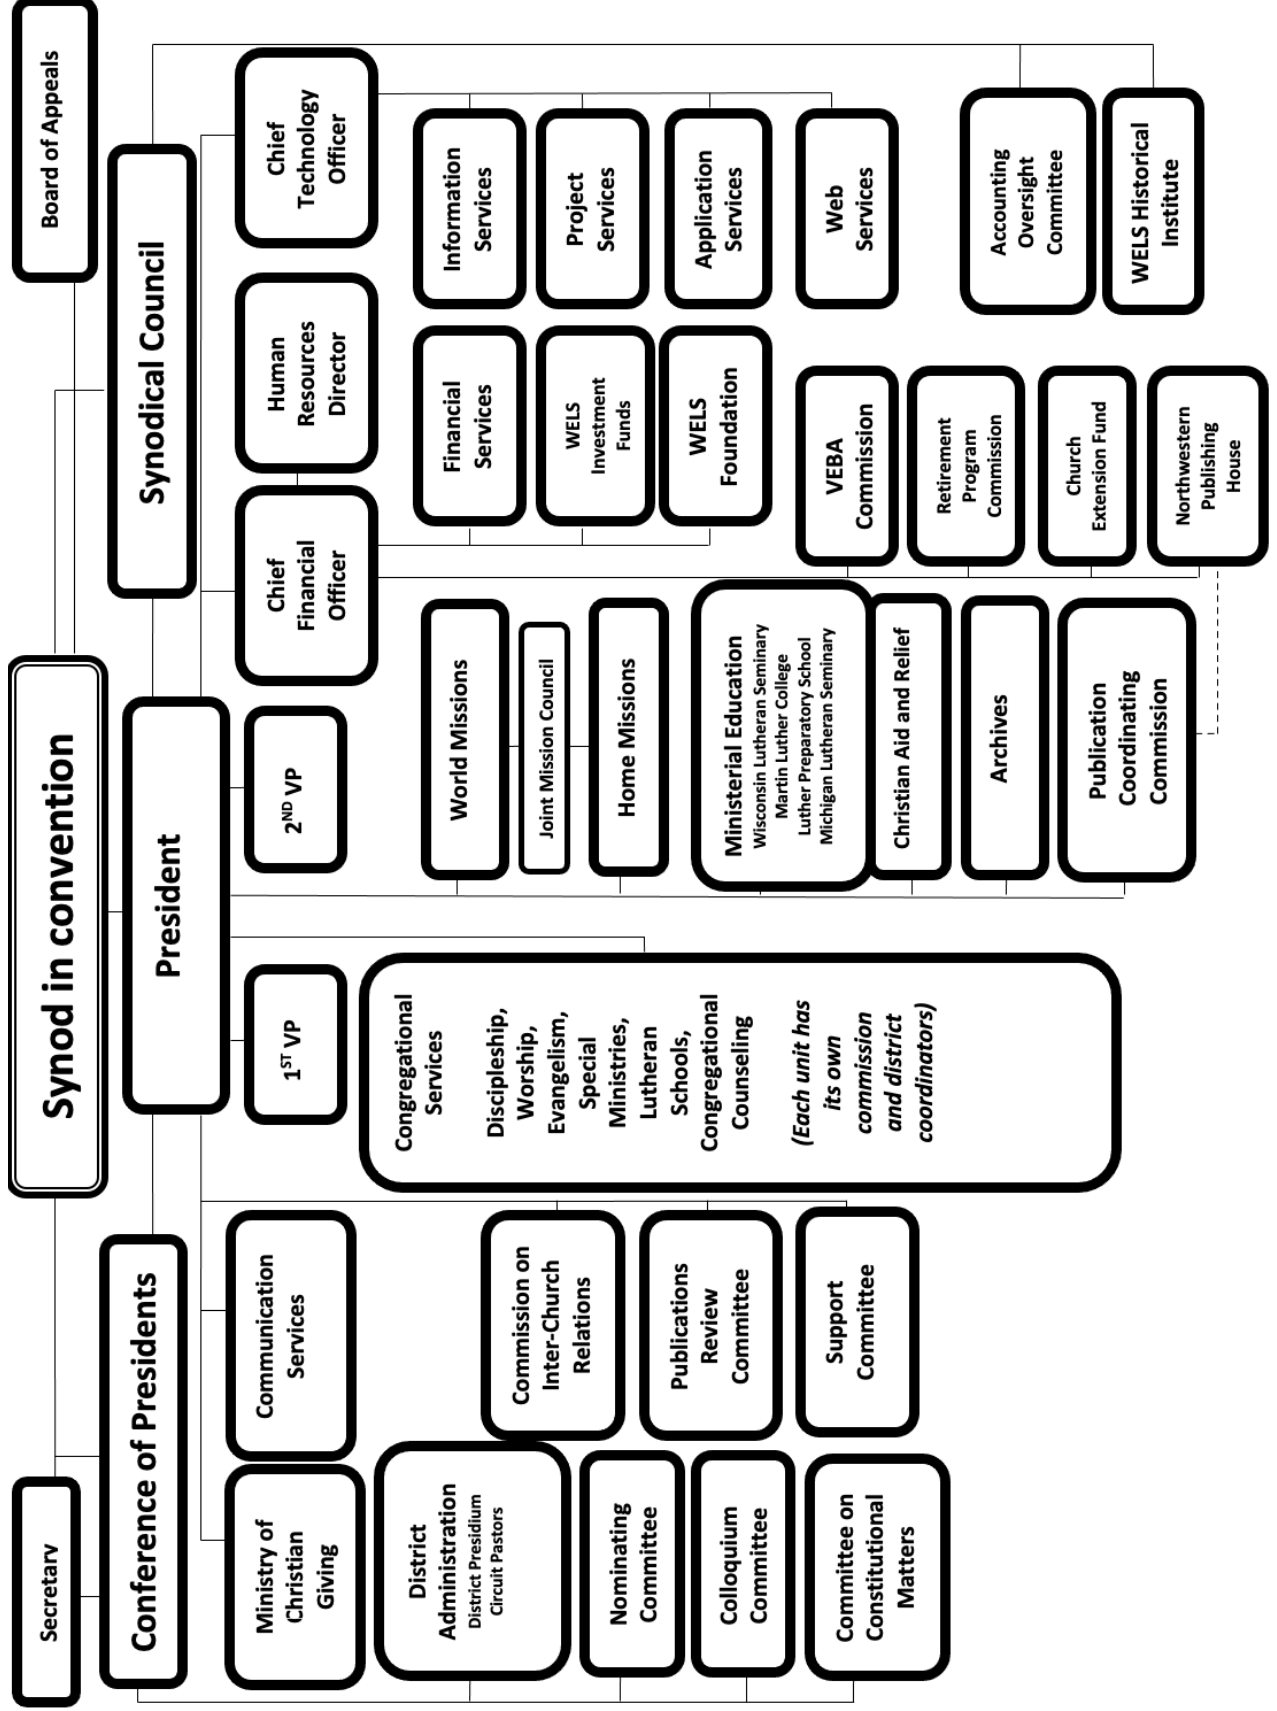 Synod in convention
Secretary
Board of Appeals
Conference of Presidents
President
Synodical Council
Ministry of
Christian
Giving
Communication
Services
1ST VP
2ND VP
Chief
Financial
Officer
Human
Resources
Director
Chief
Technology
Officer
District
Administration
District Presidium
Circuit Pastors
Nominating
Committee
Colloquium
Committee
Committee on
Constitutional
Matters
Commission on
Inter-Church
Relations
Publications
Review
Committee
Support
Committee
Congregational
Services
Discipleship,
Worship,
Evangelism,
Special
Ministries,
Lutheran
Schools,
Congregational
Counseling
(Each unit has
its own
commission
and district
coordinators)
World Missions
Joint Mission Council
Home Missions
Ministerial Education
Wisconsin Lutheran Seminary
Martin Luther College
Luther Preparatory School
Michigan Lutheran Seminary
Christian Aid and Relief
Archives
Publication
Coordinating
Commission
Financial
Services
WELS
Investment
Funds
WELS
Foundation
VEBA
Commission
Retirement
Program
Commission
Church
Extension Fund
Northwestern
Publishing
House
Information
Services
Project
Services
Application
Services
Web
Services
Accounting
Oversight
Committee
WELS Historical
Institute